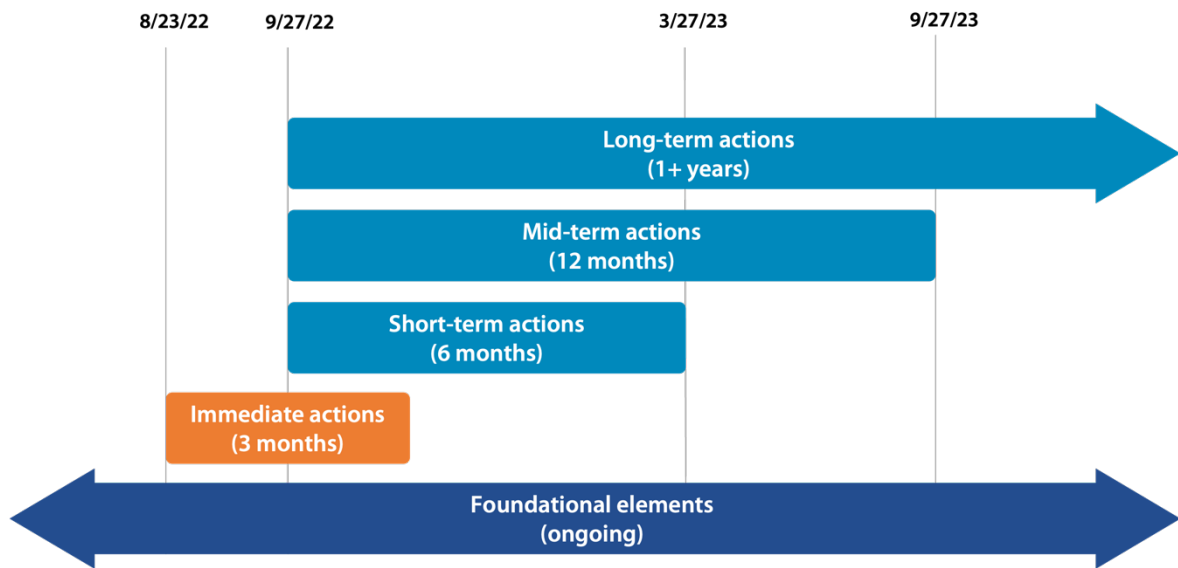 8/23/22 9/27/22 3/27/23 9/27/23
Long-term actions
(1+ years)
Mid-term actions
(12 months)
Short-term actions
(6 months)
Immediate actions
(3 months)
Foundational elements
(ongoing)